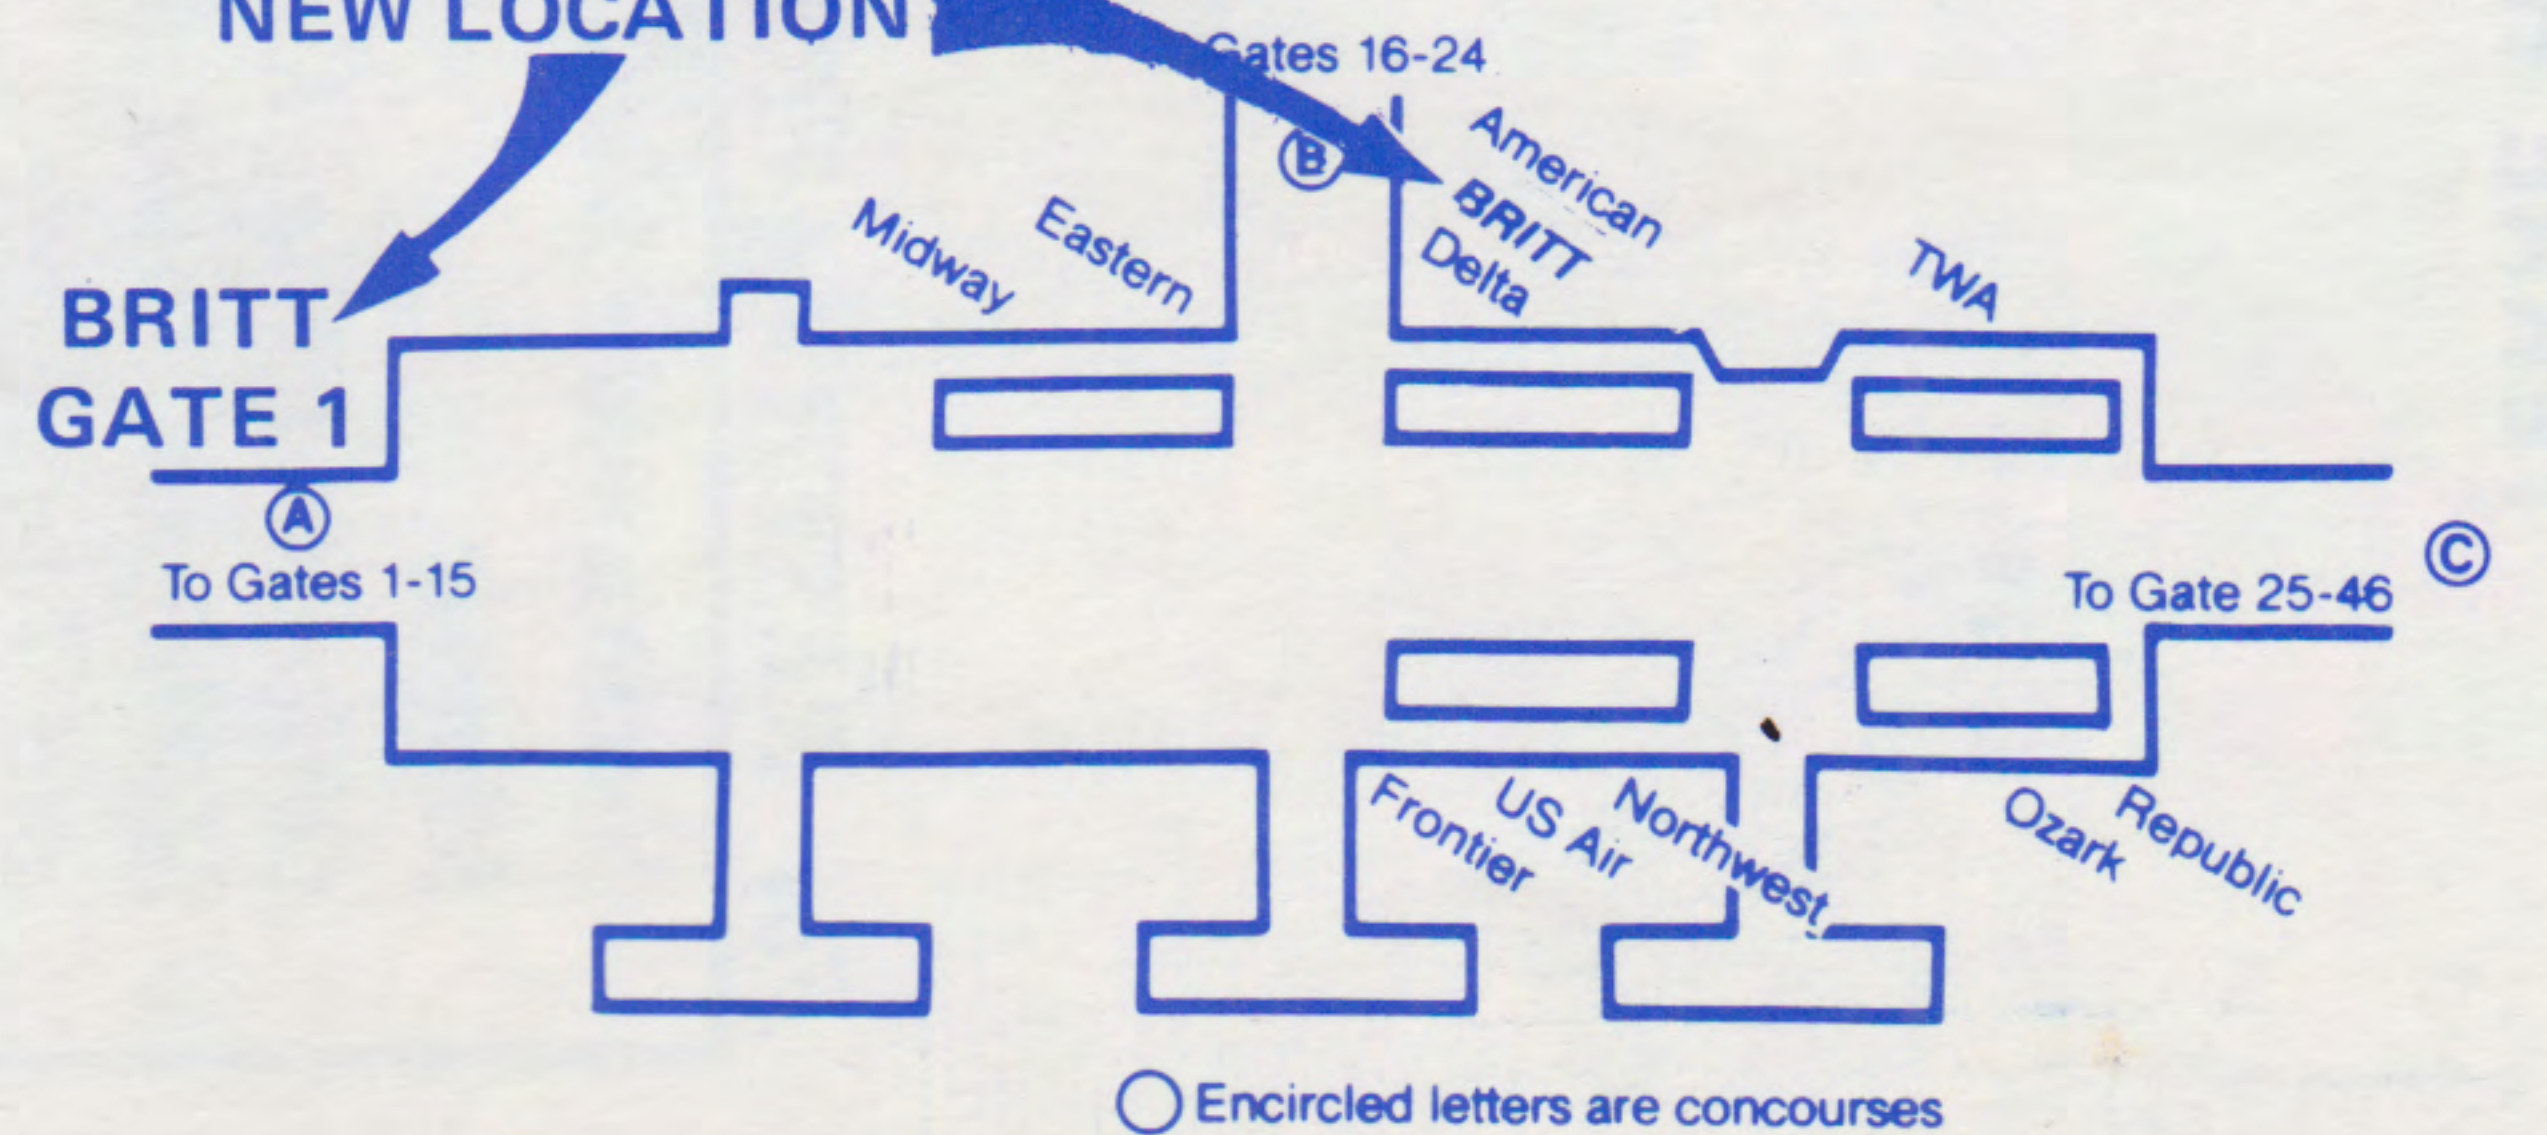 NEW LOCATION
Gates 16-24
B
American
BRITT
Delta
Eastern
Midway
TWA
BRITT
GATE 1
A
To Gates 1-15
C
To Gate 25-46
Frontier
US Air
Northwest
Ozark
Republic
Encircled letters are concourses